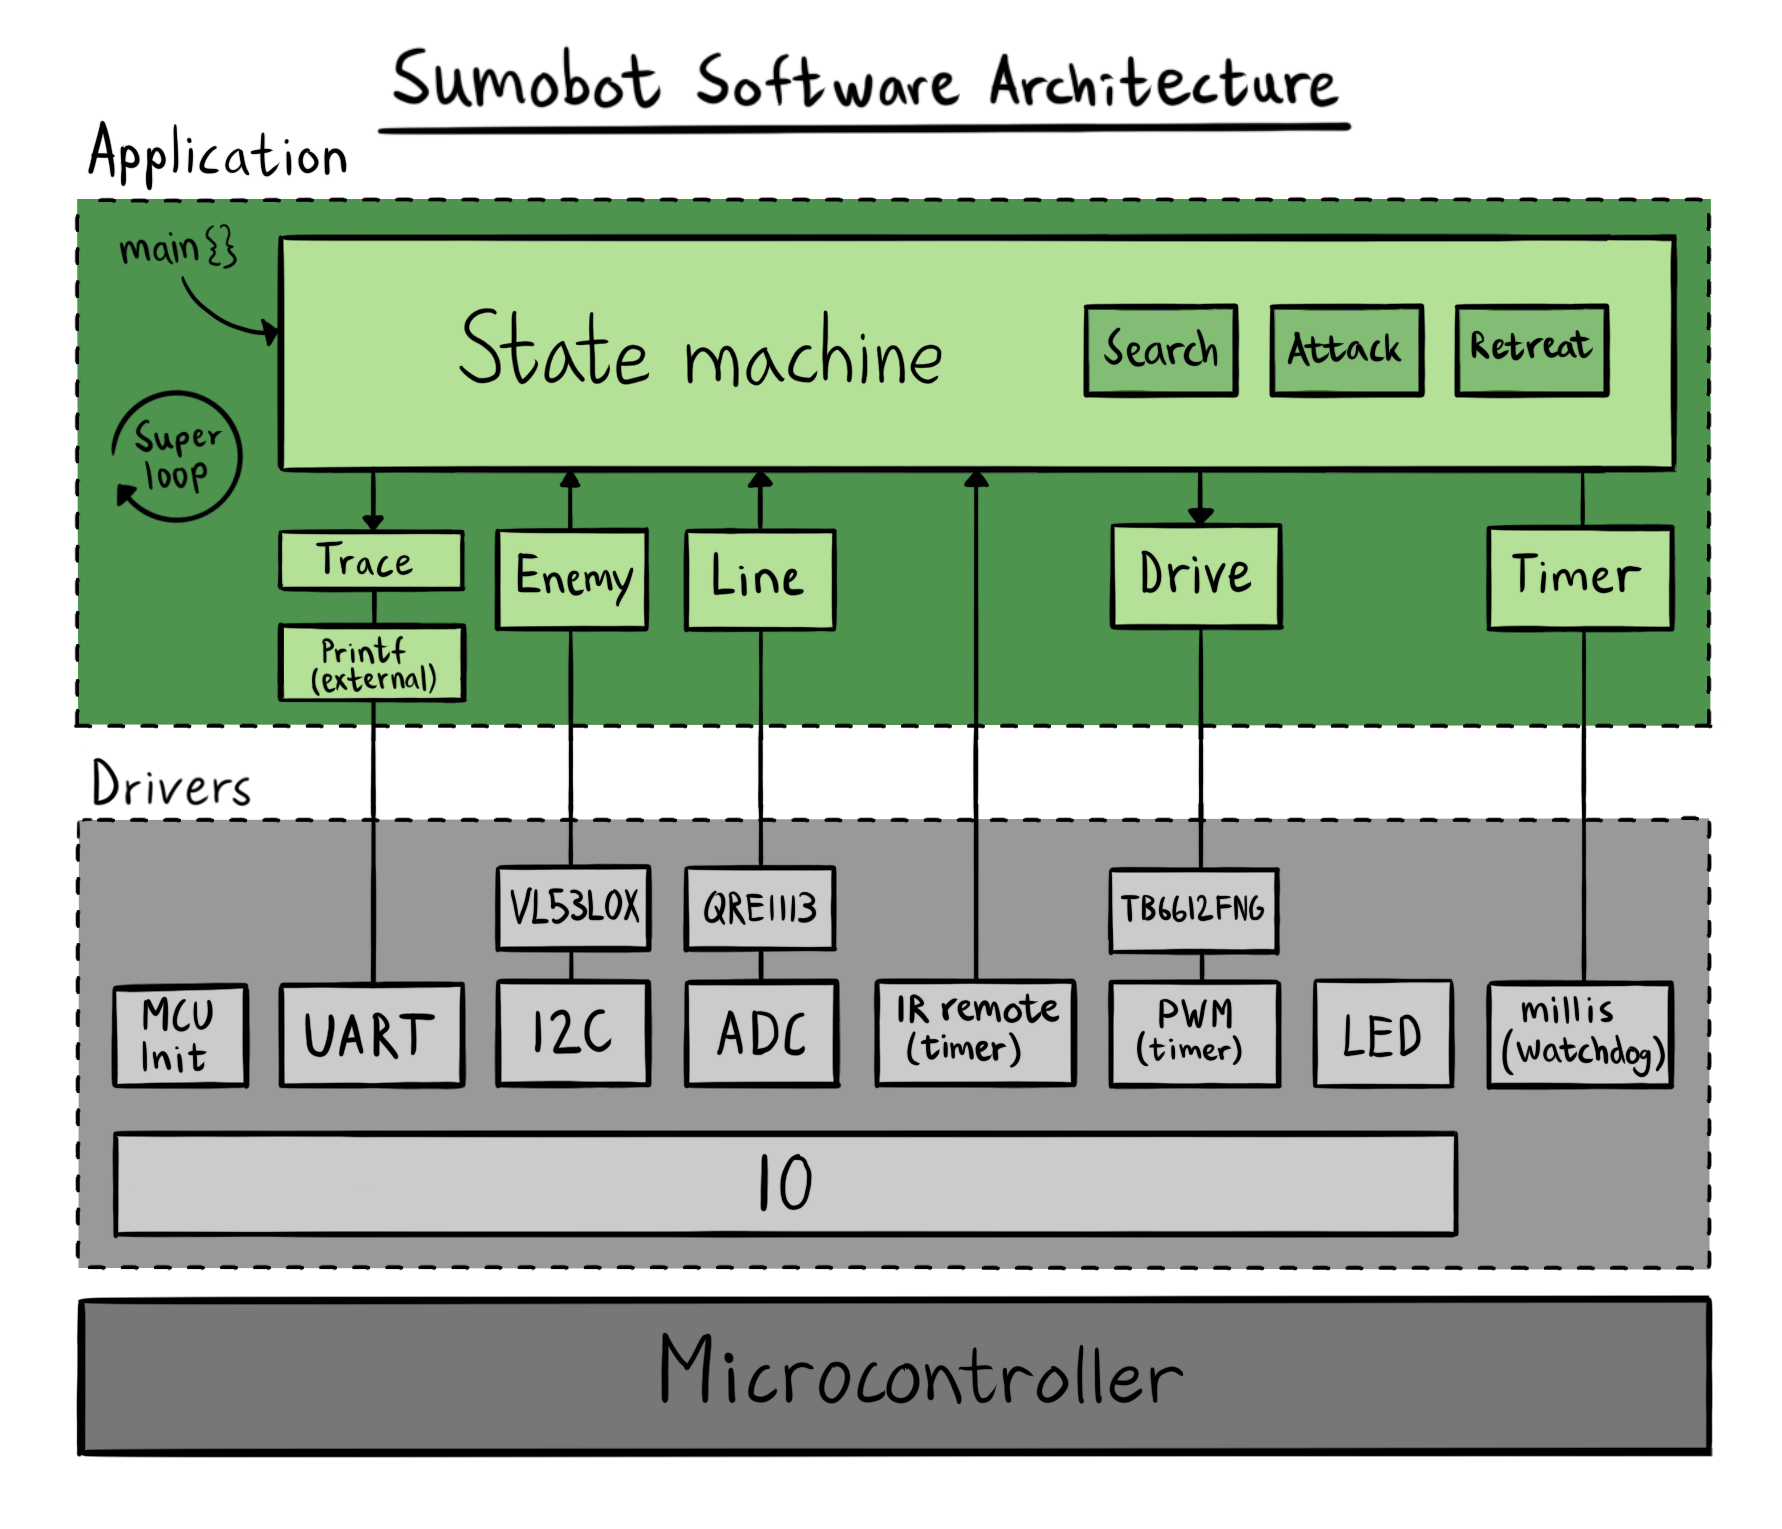 Sumobot Software Architecture
Application
main{}
State machine
Search
Attack
Retreat
Super
loop
Trace
Enemy
Line
Drive
Timer
Printf
(external)
Drivers
VL53L0X
QRE1113
TB6612FNG
MCU
Init
UART
I2C
ADC
IR remote
(timer)
PWM
(timer)
LED
millis
(watchdog)
IO
Microcontroller